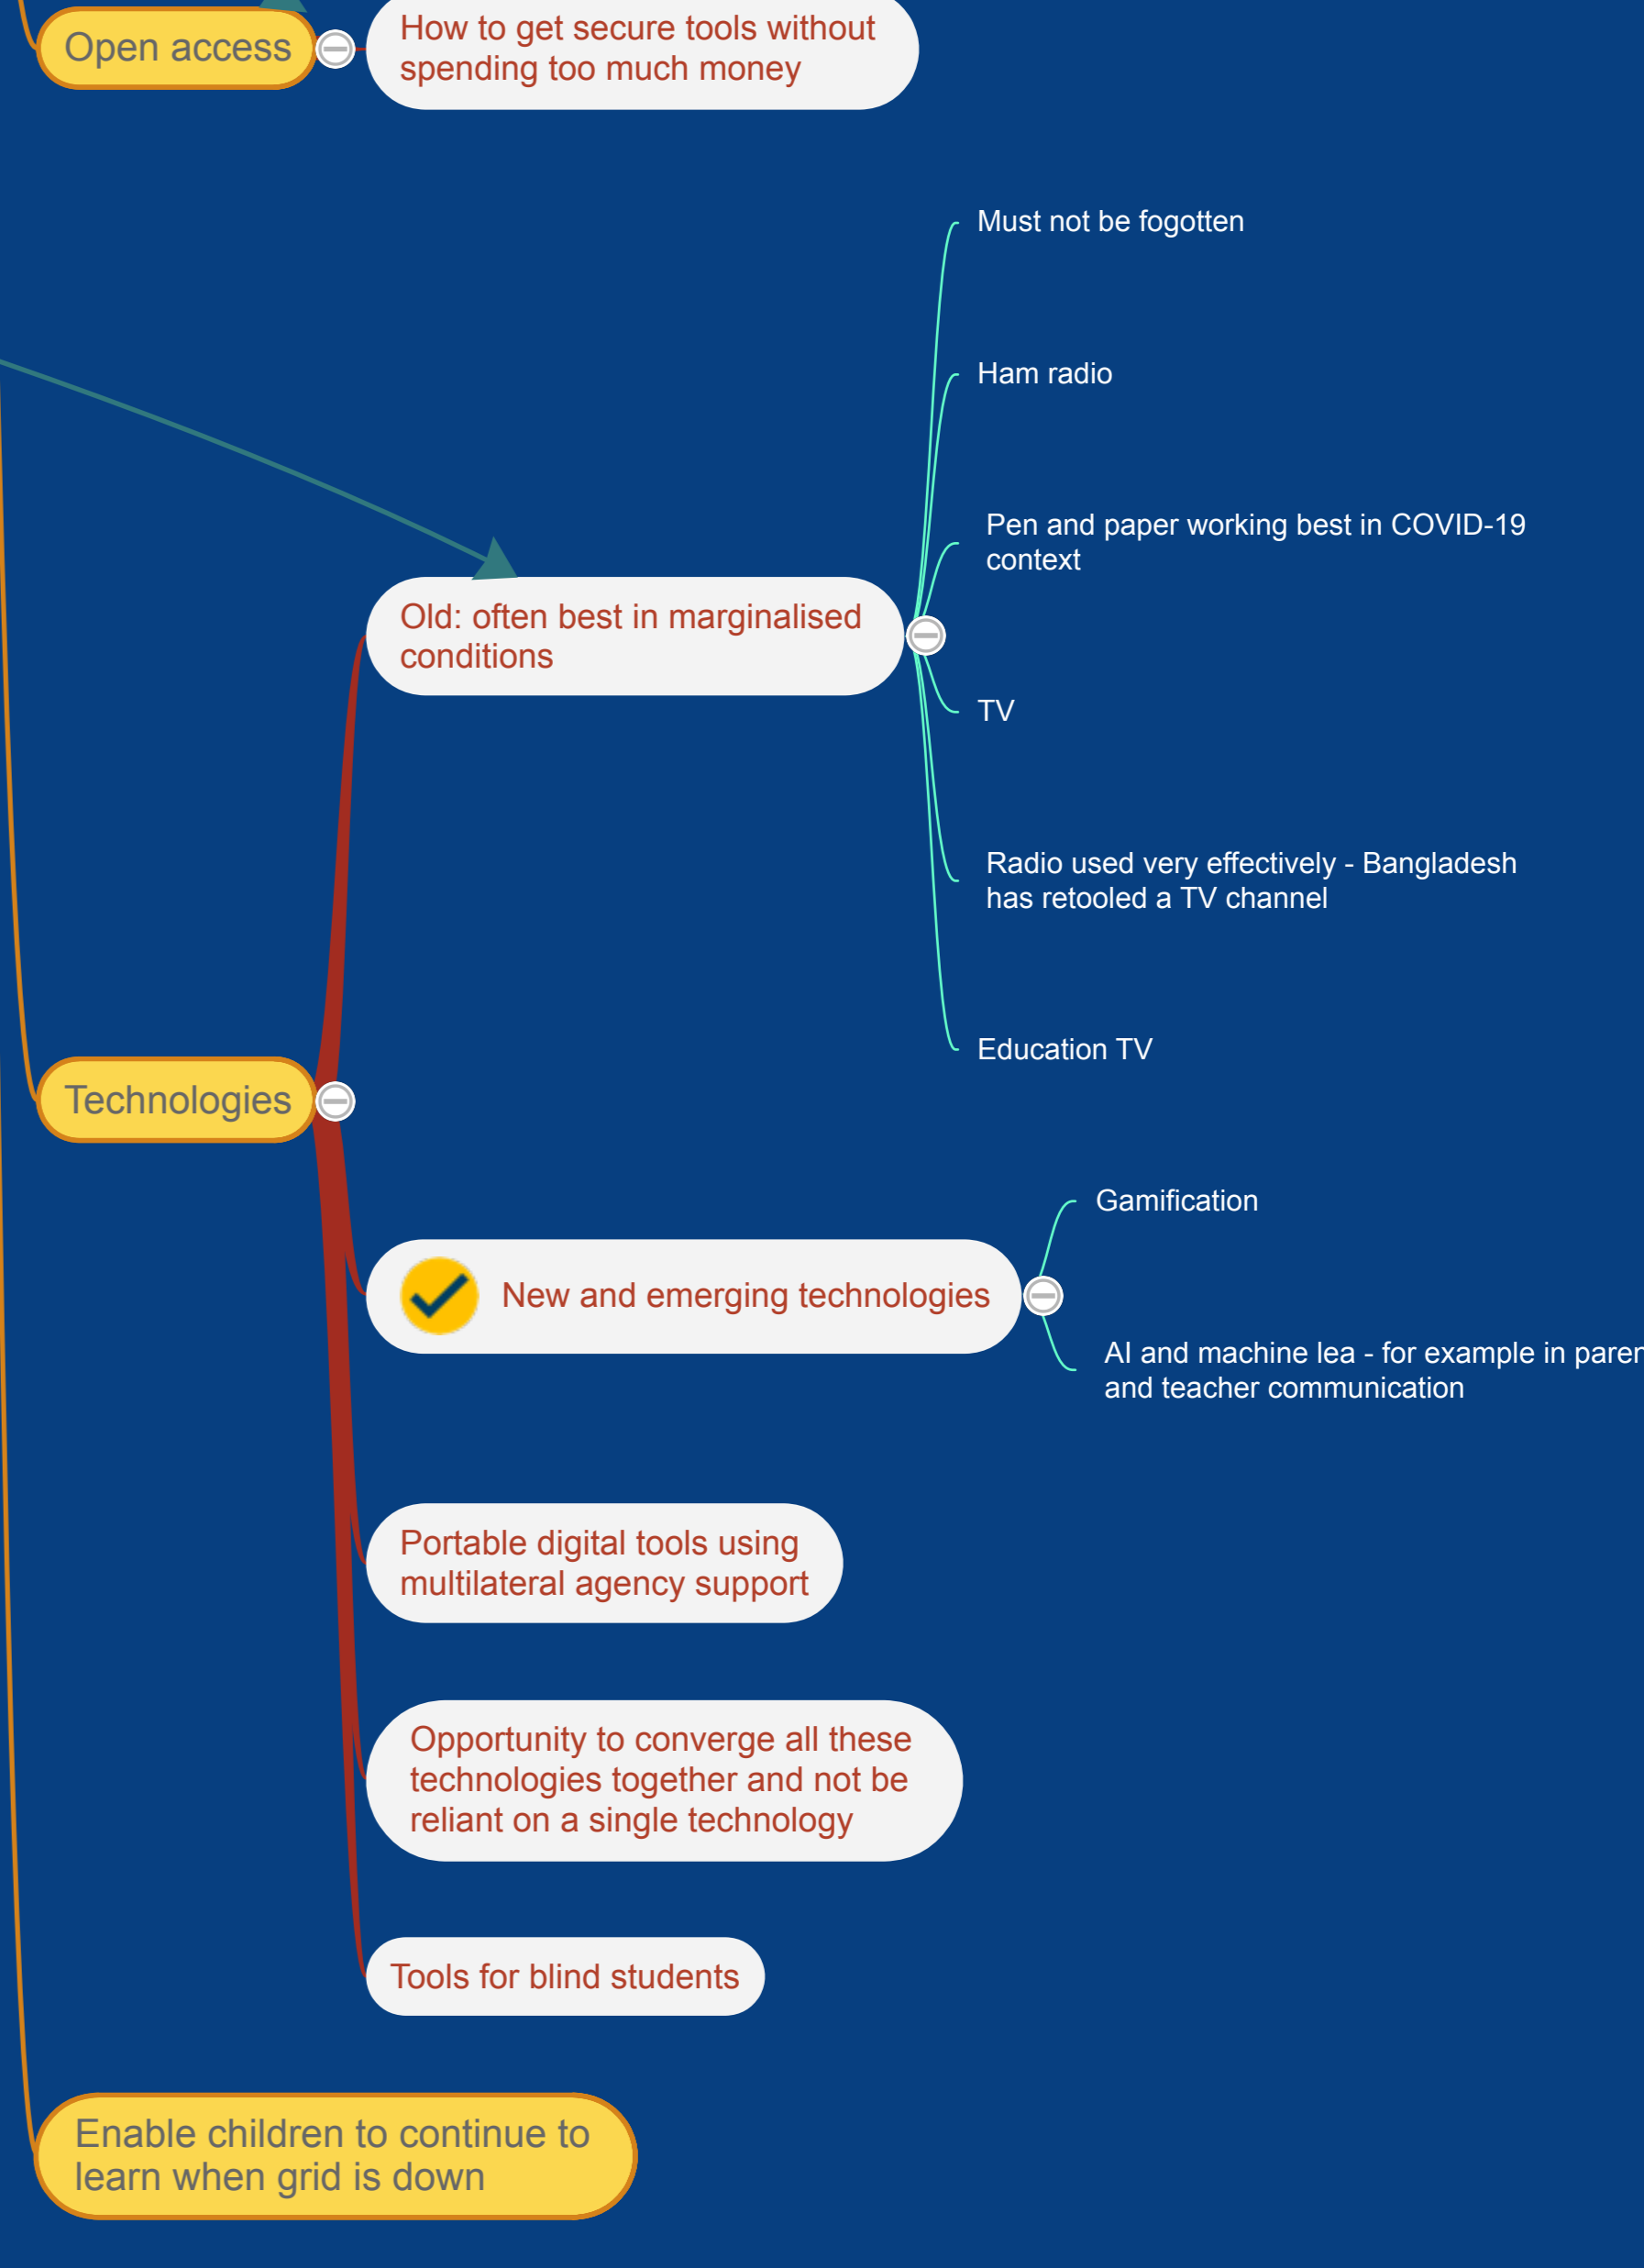 Open access
How to get secure tools without
spending too much money
Must not be fogotten
Ham radio
Pen and paper working best in COVID-19
context
Old: often best in marginalised
conditions
TV
Radio used very effectively - Bangladesh
has retooled a TV channel
Education TV
Technologies
Gamification
New and emerging technologies
AI and machine lea - for example in paren
and teacher communication
Portable digital tools using
multilateral agency support
Opportunity to converge all these
technologies together and not be
reliant on a single technology
Tools for blind students
Enable children to continue to
learn when grid is down